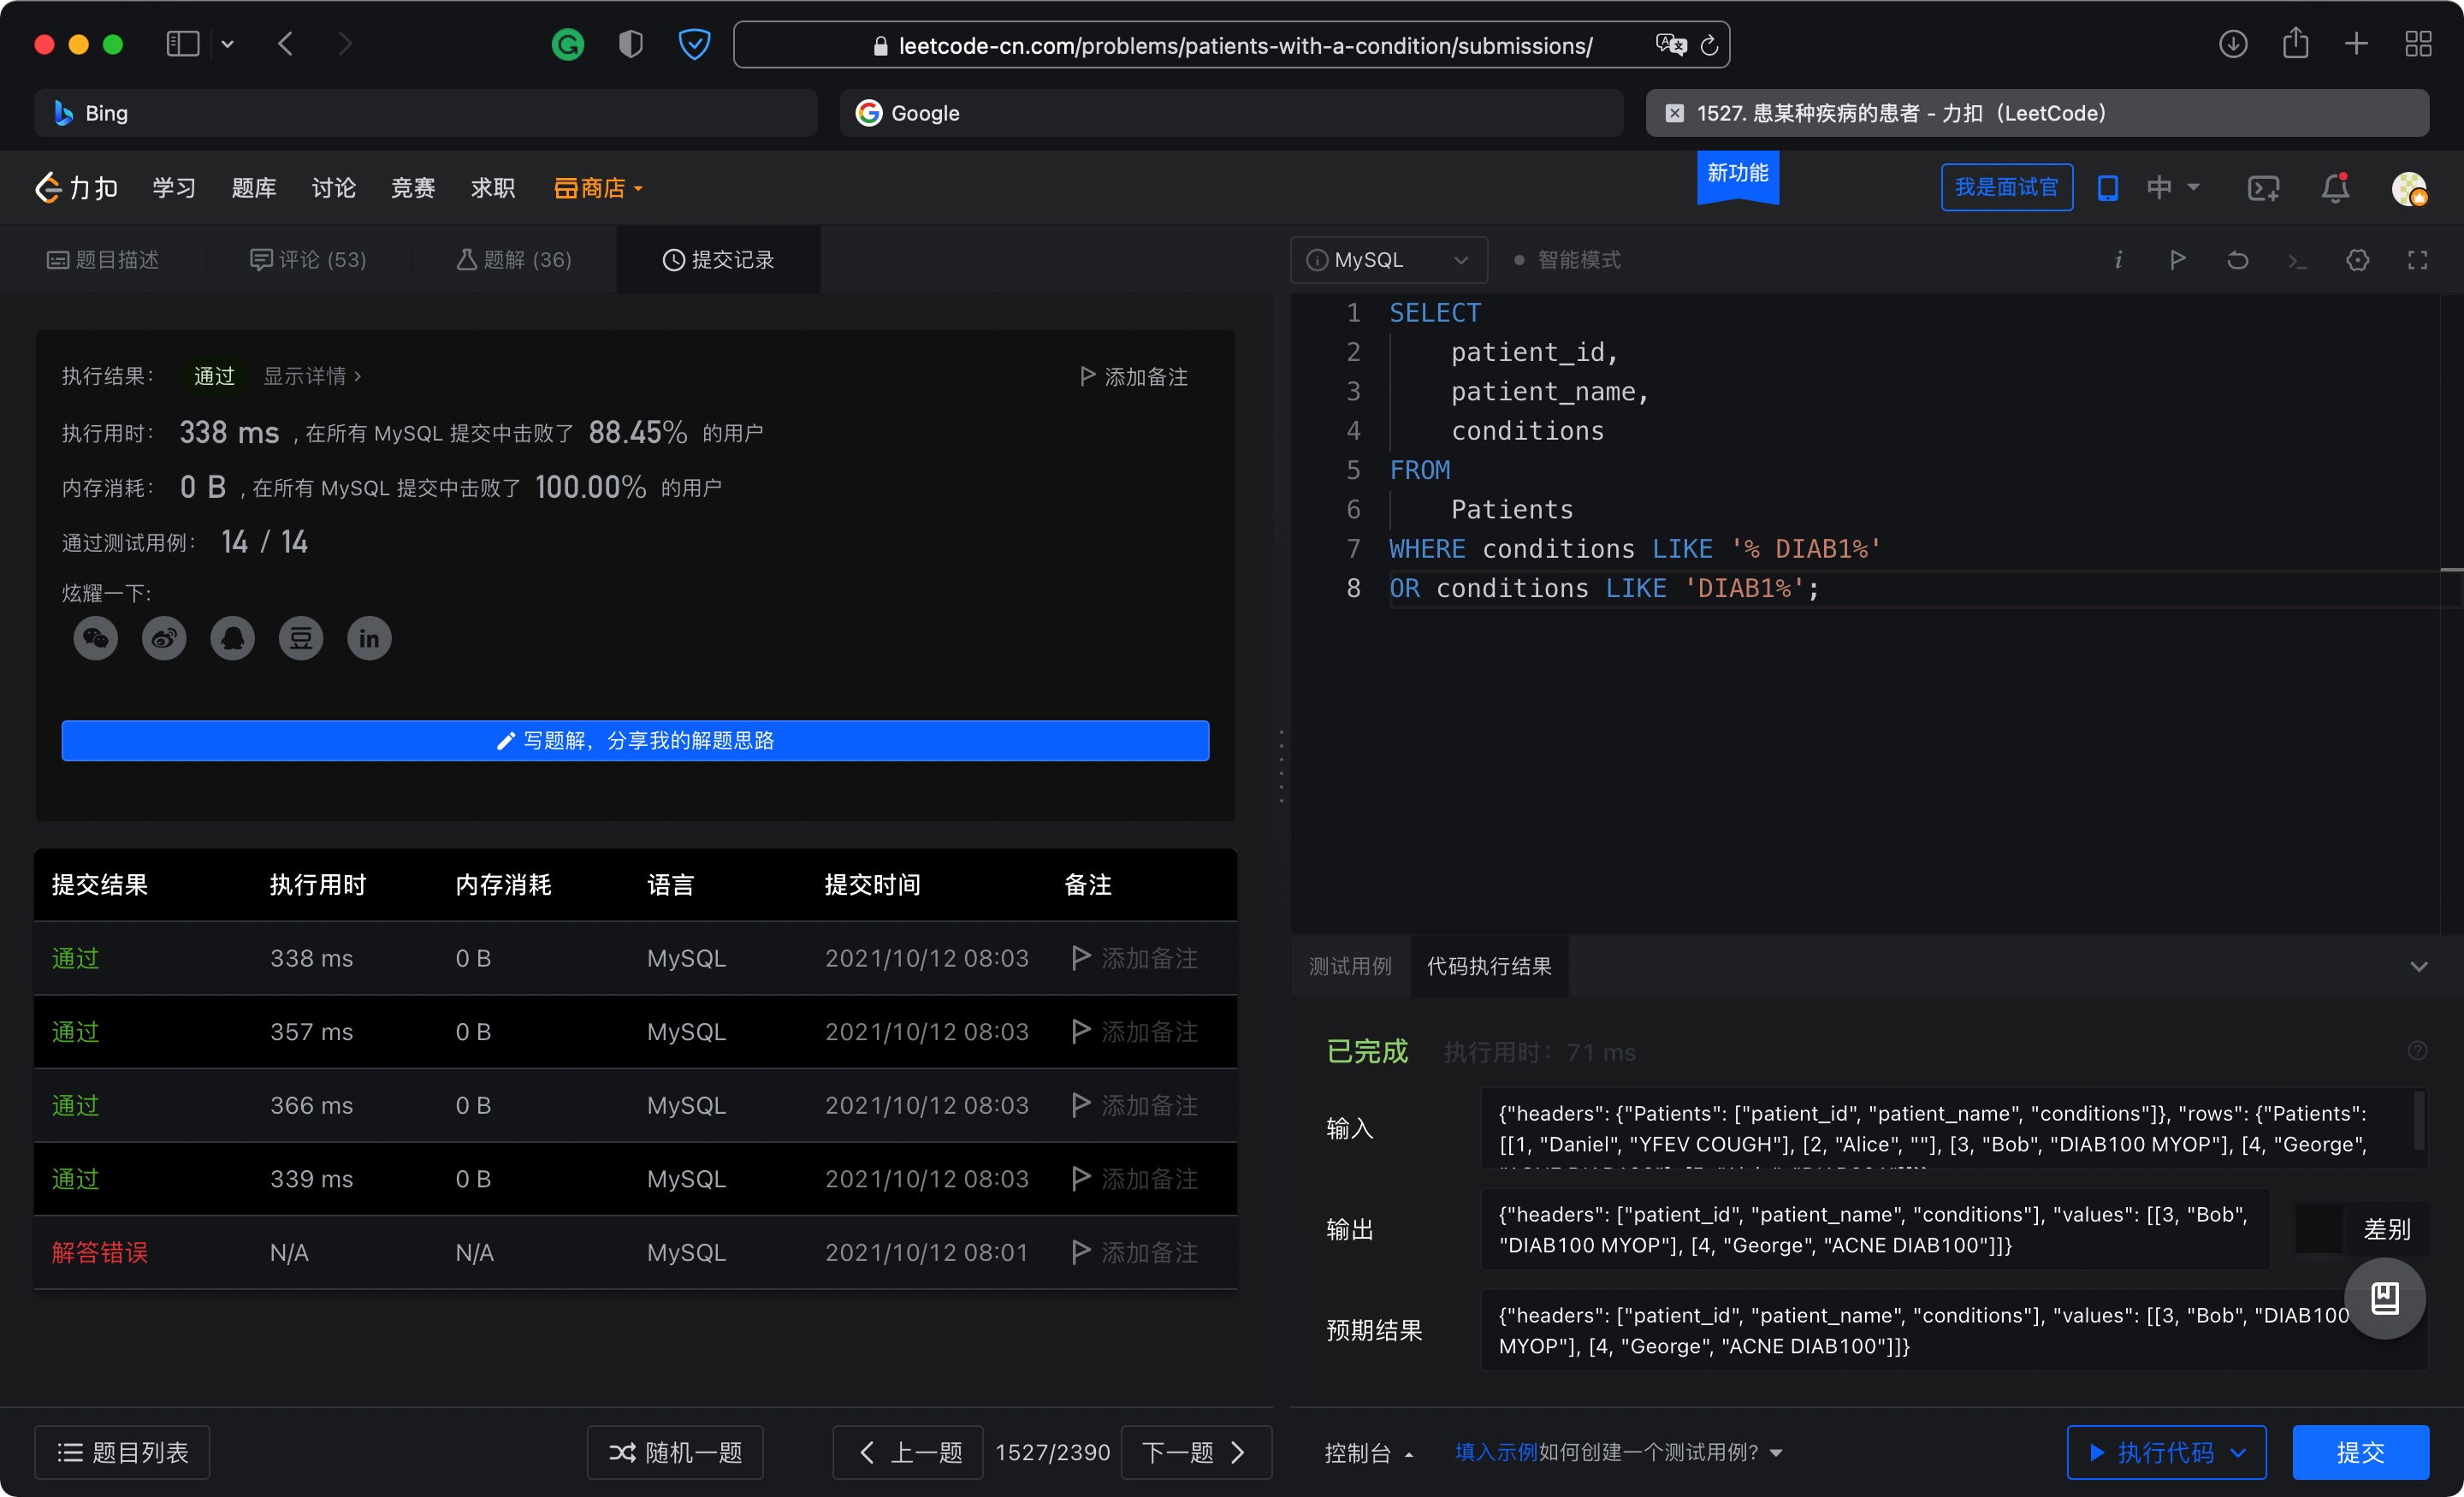 leetcode-cn.com/problems/patients-with-a-condition/submissions/
Bing
Google
1527. 患某种疾病的患者 - 力扣（LeetCode）
力扣 学习 题库 讨论 竞赛 求职 商店 新功能 我是面试官 中
题目描述 评论 (53) 题解 (36) 提交记录
执行结果： 通过 显示详情 › 添加备注
执行用时： 338 ms , 在所有 MySQL 提交中击败了 88.45% 的用户
内存消耗： 0 B , 在所有 MySQL 提交中击败了 100.00% 的用户
通过测试用例： 14 / 14
炫耀一下:
豆 in
写题解，分享我的解题思路
提交结果 执行用时 内存消耗 语言 提交时间 备注
通过 338 ms 0 B MySQL 2021/10/12 08:03 添加备注
通过 357 ms 0 B MySQL 2021/10/12 08:03 添加备注
通过 366 ms 0 B MySQL 2021/10/12 08:03 添加备注
通过 339 ms 0 B MySQL 2021/10/12 08:03 添加备注
解答错误 N/A N/A MySQL 2021/10/12 08:01 添加备注
题目列表 随机一题 上一题 1527/2390 下一题
MySQL 智能模式
1 SELECT
2 patient_id,
3 patient_name,
4 conditions
5 FROM
6 Patients
7 WHERE conditions LIKE '% DIAB1%'
8 OR conditions LIKE 'DIAB1%';
测试用例 代码执行结果
已完成 执行用时：71 ms
输入
{"headers": {"Patients": ["patient_id", "patient_name", "conditions"]}, "rows": {"Patients":
[[1, "Daniel", "YFEV COUGH"], [2, "Alice", ""], [3, "Bob", "DIAB100 MYOP"], [4, "George",
输出
{"headers": ["patient_id", "patient_name", "conditions"], "values": [[3, "Bob",
"DIAB100 MYOP"], [4, "George", "ACNE DIAB100"]]}
差别
预期结果
{"headers": ["patient_id", "patient_name", "conditions"], "values": [[3, "Bob", "DIAB100
MYOP"], [4, "George", "ACNE DIAB100"]]}
控制台 填入示例如何创建一个测试用例? 执行代码 提交